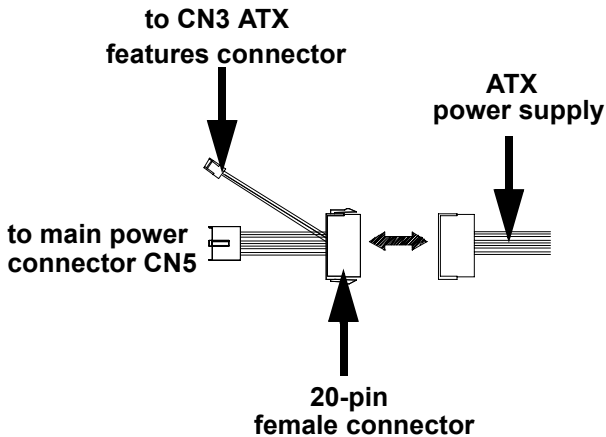 to CN3 ATX
features connector
ATX
power supply
to main power
connector CN5
20-pin
female connector